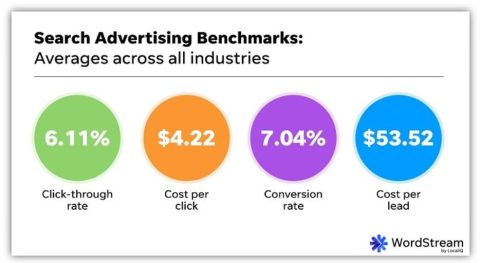 Search Advertising Benchmarks:
Averages across all industries
6.11%
$4.22
7.04%
$53.52
Click-through
rate
Cost per
click
Conversion
rate
Cost per
lead
WordStream
by LocaliQ